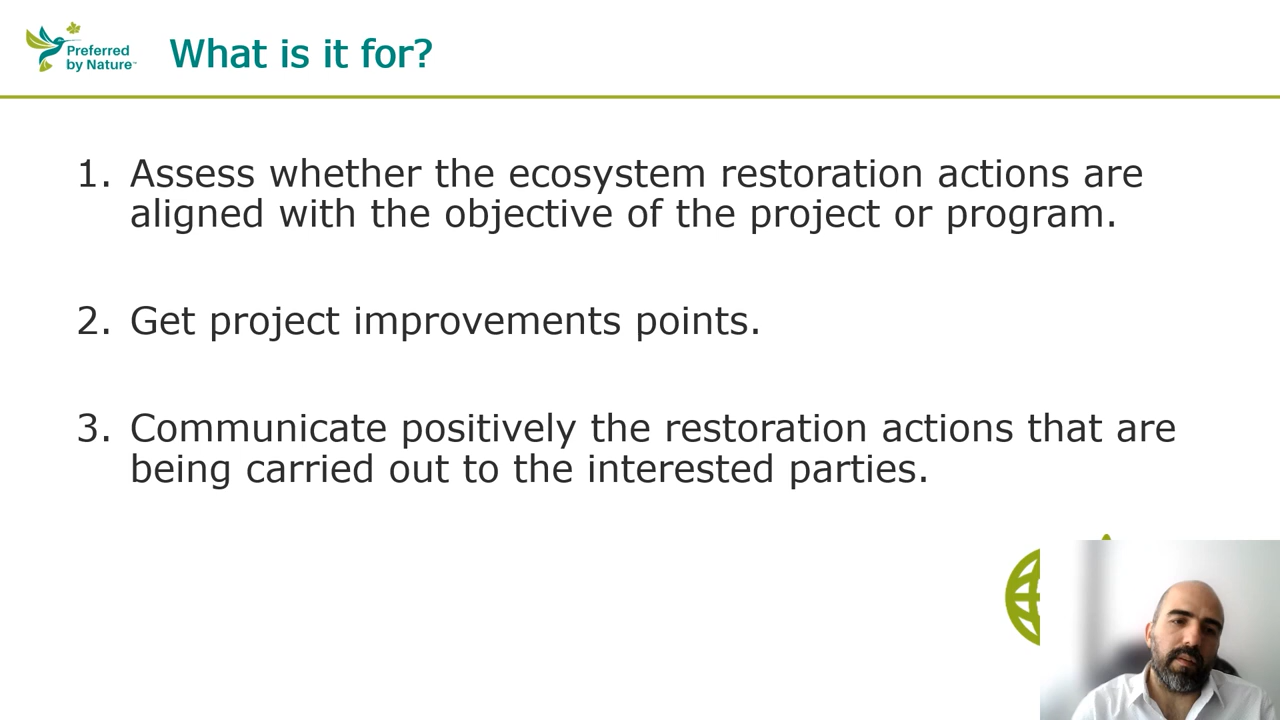 Preferred
by Nature™
What is it for?
1. Assess whether the ecosystem restoration actions are
aligned with the objective of the project or program.
2. Get project improvements points.
3. Communicate positively the restoration actions that are
being carried out to the interested parties.